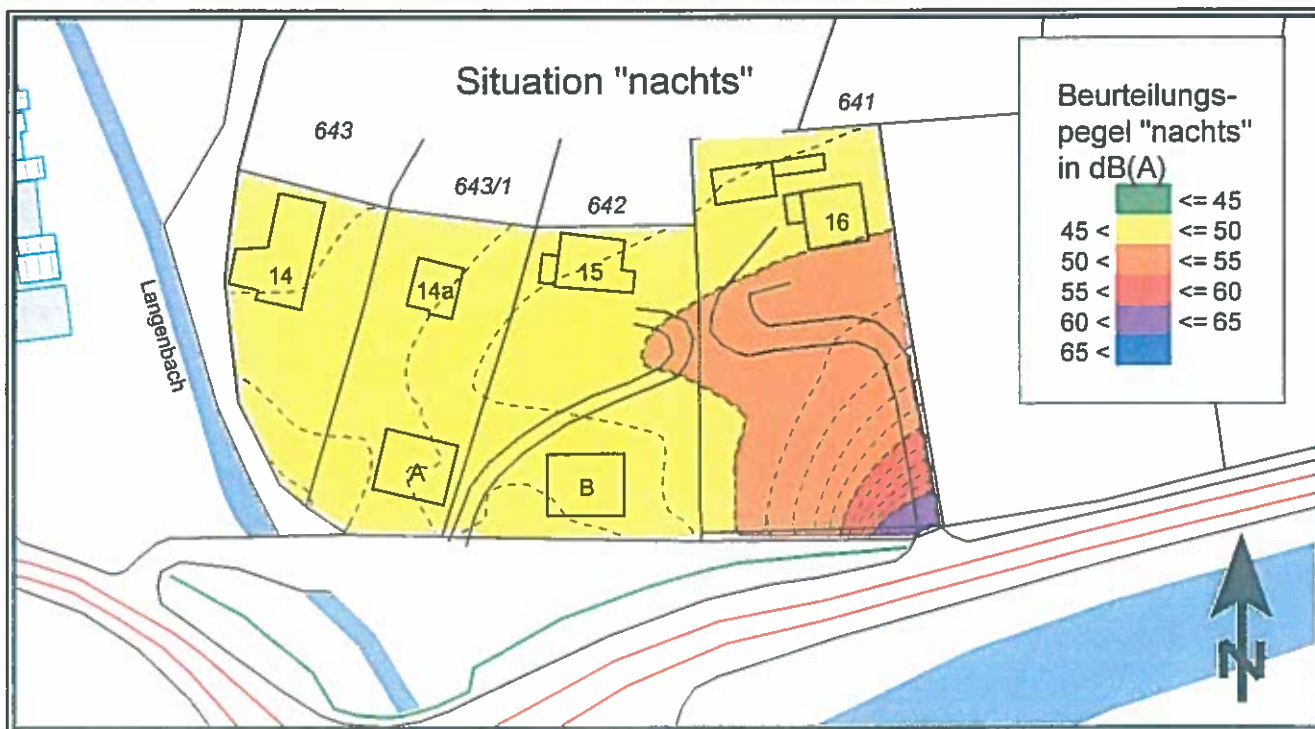 Situation "nachts"
641
643
643/1
642
14
14a
15
16
A
B
Langenbach
Beurteilungs-
pegel "nachts"
in dB(A)
<= 45
45 < <= 50
50 < <= 55
55 < <= 60
60 < <= 65
65 <
N